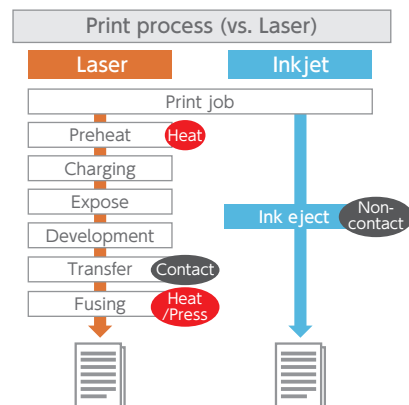 Print process (vs. Laser)
Laser
Inkjet
Print job
Preheat
Heat
Charging
Expose
Non-
contact
Ink eject
Development
Transfer
Contact
Fusing
Heat
/Press